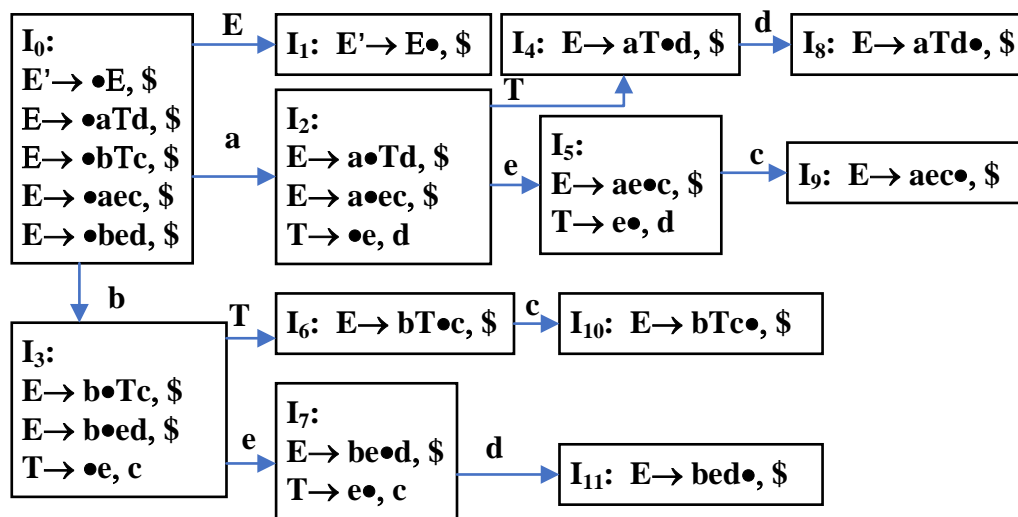 I₀:
E'→ •E, $
E→ •aTd, $
E→ •bTc, $
E→ •aec, $
E→ •bed, $
E
I₁: E'→ E•, $
a
I₂:
E→ a•Td, $
E→ a•ec, $
T→ •e, d
T
I₄: E→ aT•d, $
d
I₈: E→ aTd•, $
e
I₅:
E→ ae•c, $
T→ e•, d
c
I₉: E→ aec•, $
b
I₃:
E→ b•Tc, $
E→ b•ed, $
T→ •e, c
T
I₆: E→ bT•c, $
c
I₁₀: E→ bTc•, $
e
I₇:
E→ be•d, $
T→ e•, c
d
I₁₁: E→ bed•, $